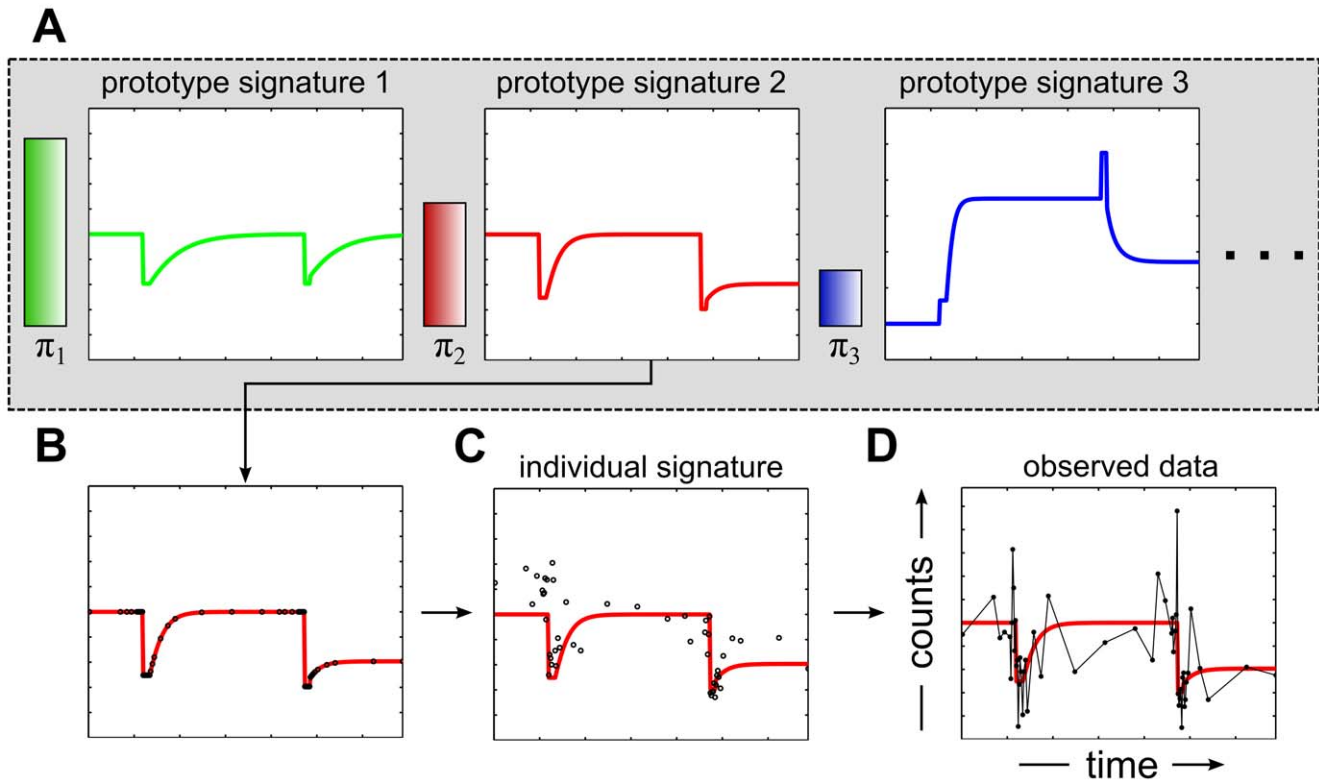 A
prototype signature 1
prototype signature 2
prototype signature 3
π1
π2
π3
B
C
D
individual signature
observed data
counts
time